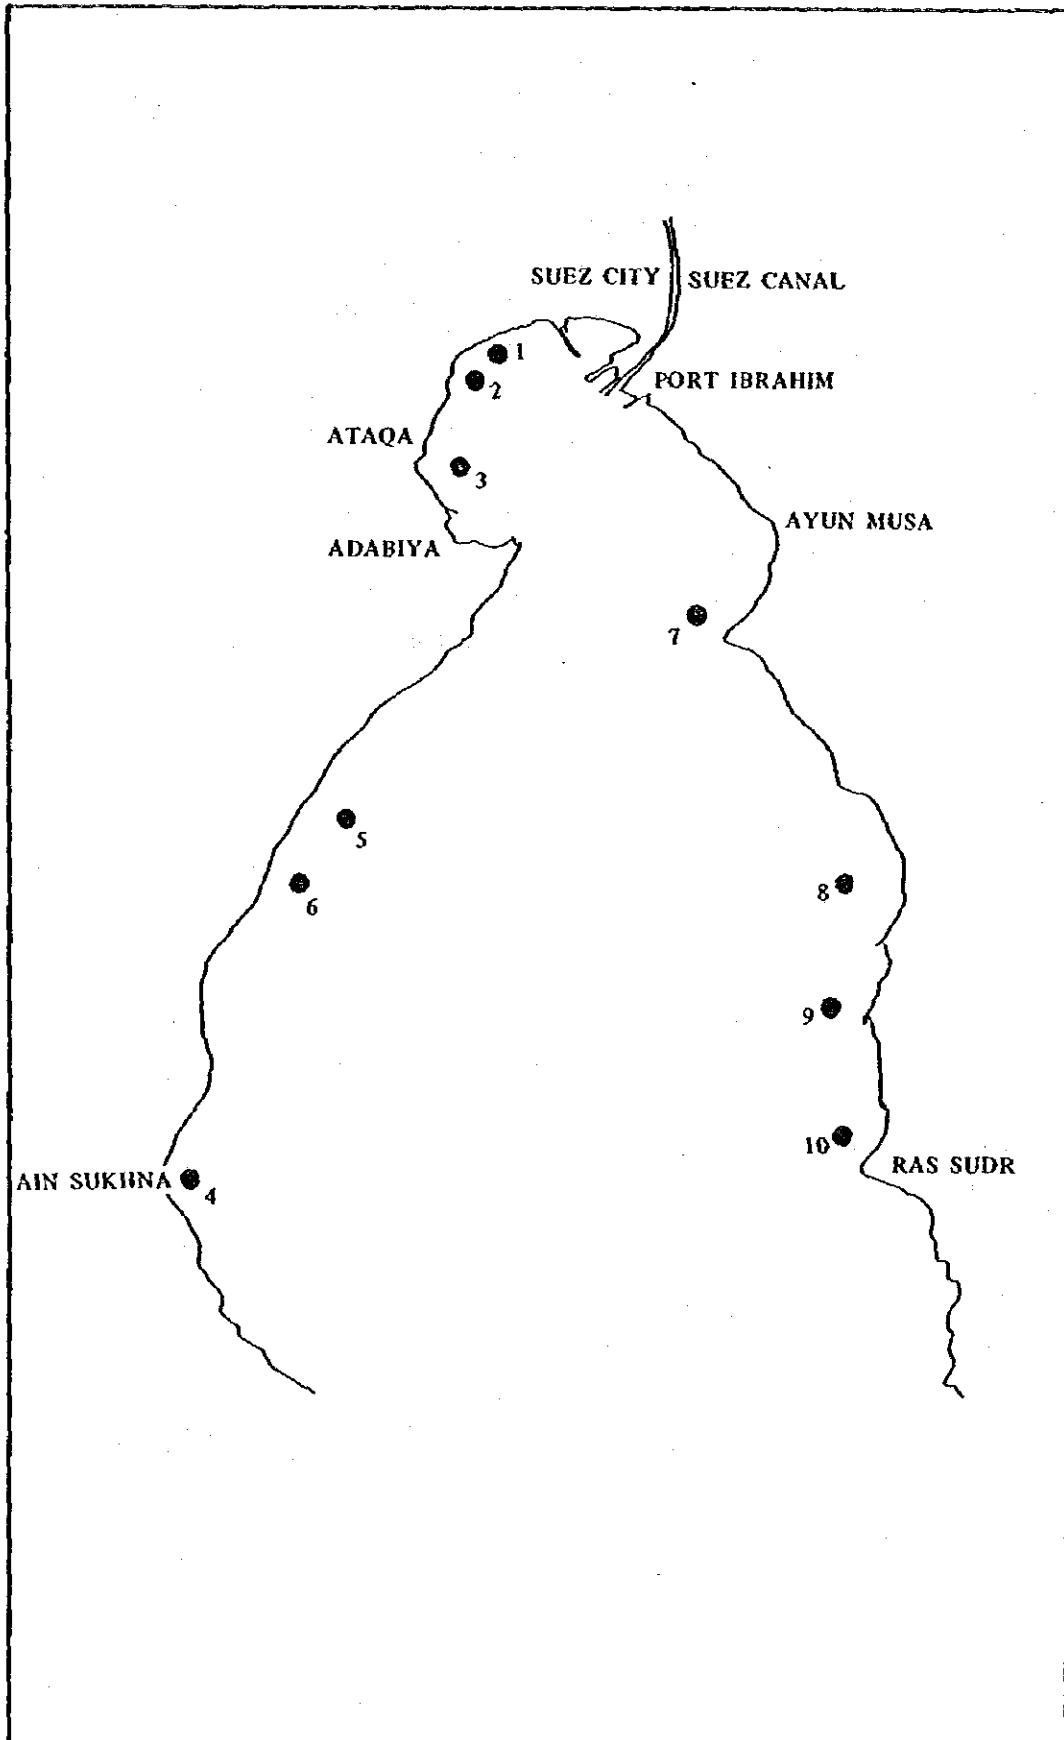 SUEZ CITY
SUEZ CANAL
1
PORT IBRAHIM
2
ATAQA
3
AYUN MUSA
ADABIYA
7
5
8
6
9
10
RAS SUDR
AIN SUKHNA
4